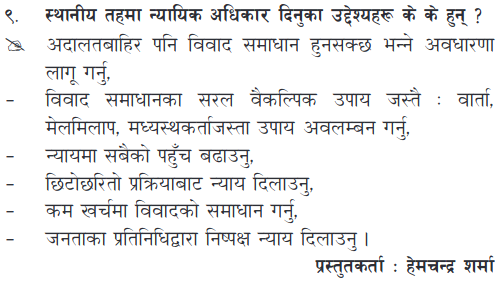 ९. स्थानीय तहमा न्यायिक अधिकार दिनुका उद्देश्यहरू के के हुन् ?
अदालतबाहिर पनि विवाद समाधान हुनसक्छ भन्ने अवधारणा
लागू गर्नु,
- विवाद समाधानका सरल वैकल्पिक उपाय जस्तै : वार्ता,
मेलमिलाप, मध्यस्थकर्ताजस्ता उपाय अवलम्बन गर्नु,
- न्यायमा सबैको पहुँच बढाउनु,
- छिटोछरितो प्रक्रियाबाट न्याय दिलाउनु,
- कम खर्चमा विवादको समाधान गर्नु,
- जनताका प्रतिनिधिद्वारा निष्पक्ष न्याय दिलाउनु ।
प्रस्तुतकर्ता : हेमचन्द्र शर्मा